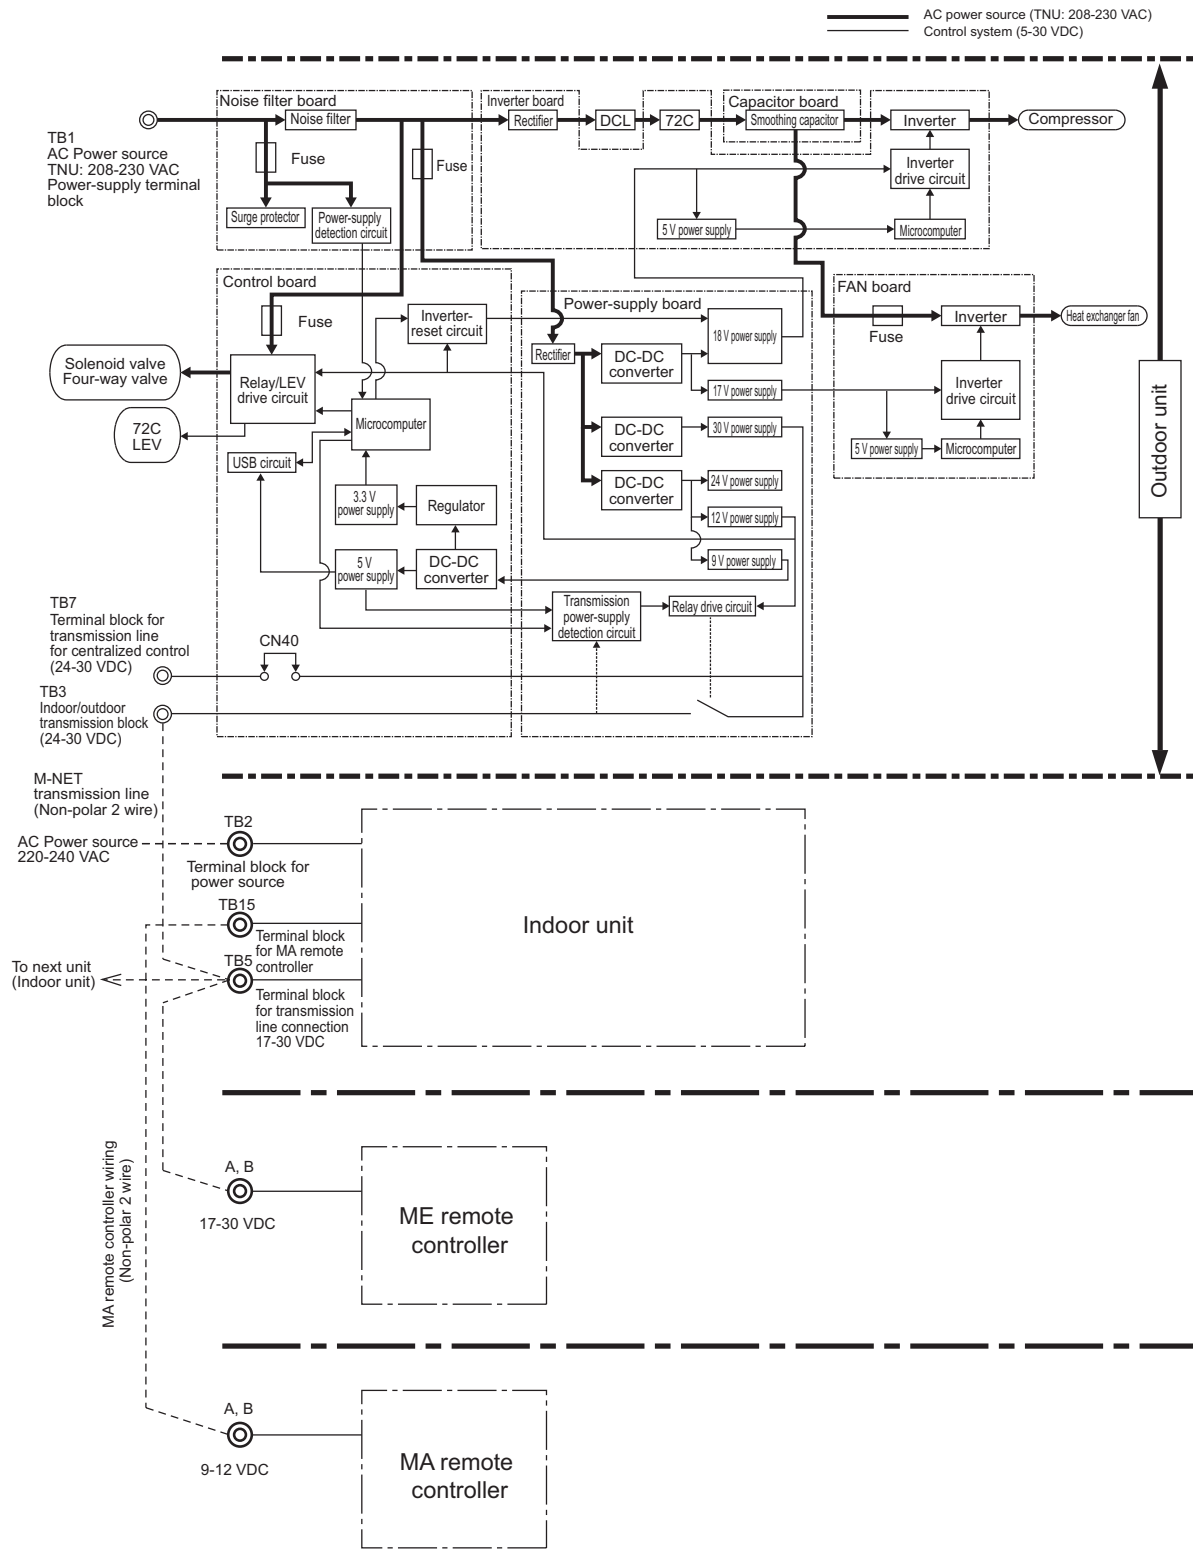 AC power source (TNU: 208-230 VAC)
Control system (5-30 VDC)
Noise filter board
Noise filter
Fuse
Fuse
Surge protector
Power-supply
detection circuit
TB1
AC Power source
TNU: 208-230 VAC
Power-supply terminal
block
Inverter board
Rectifier
DCL
72C
Capacitor board
Smoothing capacitor
Inverter
Compressor
Inverter
drive circuit
5 V power supply
Microcomputer
Control board
Fuse
Inverter-
reset circuit
Solenoid valve
Four-way valve
Relay/LEV
drive circuit
72C
LEV
Microcomputer
USB circuit
3.3 V
power supply
Regulator
5 V
power supply
DC-DC
converter
Power-supply board
Rectifier
DC-DC
converter
18 V power supply
17 V power supply
DC-DC
converter
30 V power supply
DC-DC
converter
24 V power supply
12 V power supply
9 V power supply
Transmission
power-supply
detection circuit
Relay drive circuit
FAN board
Fuse
Inverter
Heat exchanger fan
Inverter
drive circuit
5 V power supply
Microcomputer
Outdoor unit
TB7
Terminal block for
transmission line
for centralized control
(24-30 VDC)
CN40
TB3
Indoor/outdoor
transmission block
(24-30 VDC)
M-NET
transmission line
(Non-polar 2 wire)
AC Power source
220-240 VAC
TB2
Terminal block for
power source
TB15
Terminal block
for MA remote
controller
TB5
To next unit
(Indoor unit)
Terminal block
for transmission
line connection
17-30 VDC
Indoor unit
MA remote controller wiring
(Non-polar 2 wire)
A, B
17-30 VDC
ME remote
controller
A, B
9-12 VDC
MA remote
controller